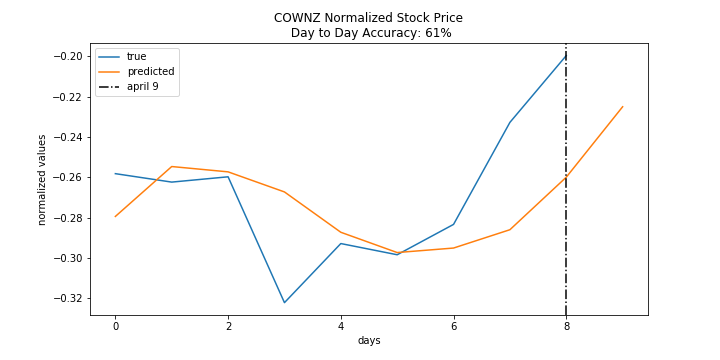 COWNZ Normalized Stock Price
Day to Day Accuracy: 61%
true
predicted
april 9
normalized values
−0.20
−0.22
−0.24
−0.26
−0.28
−0.30
−0.32
0
2
4
6
8
days